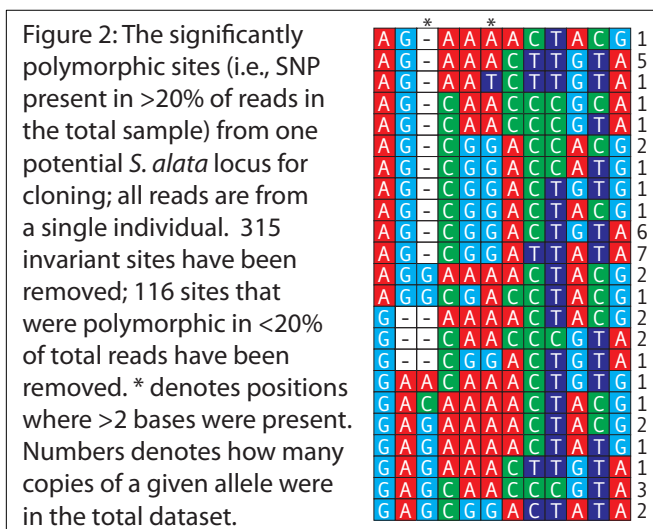 Figure 2: The significantly
polymorphic sites (i.e., SNP
present in >20% of reads in
the total sample) from one
potential S. alata locus for
cloning; all reads are from
a single individual. 315
invariant sites have been
removed; 116 sites that
were polymorphic in <20%
of total reads have been
removed. * denotes positions
where >2 bases were present.
Numbers denotes how many
copies of a given allele were
in the total dataset.
* *
A G - A A A A C T A C G 1
A G - A A A C T T G T A 5
A G - A A T C T T G T A 1
A G - C A A C C C G C A 1
A G - C A A C C C G T A 1
A G - C G G A C C A C G 2
A G - C G G A C C A T G 1
A G - C G G A C T G T G 1
A G - C G G A C T A C G 1
A G - C G G A C T G T A 6
A G - C G G A T T A T A 7
A G G A A A A C T A C G 2
A G G C G A C C T A C G 1
G - - A A A A C T A C G 2
G - - C A A C C C G T A 2
G - - C G G A C T G T A 1
G A A C A A A C T G T G 1
G A C A A A A C T A C G 1
G A G A A A A C T A C G 2
G A G A A A A C T A T G 1
G A G A A A C T T G T A 1
G A G C A A C C C G T A 3
G A G C G G A C T A T A 2